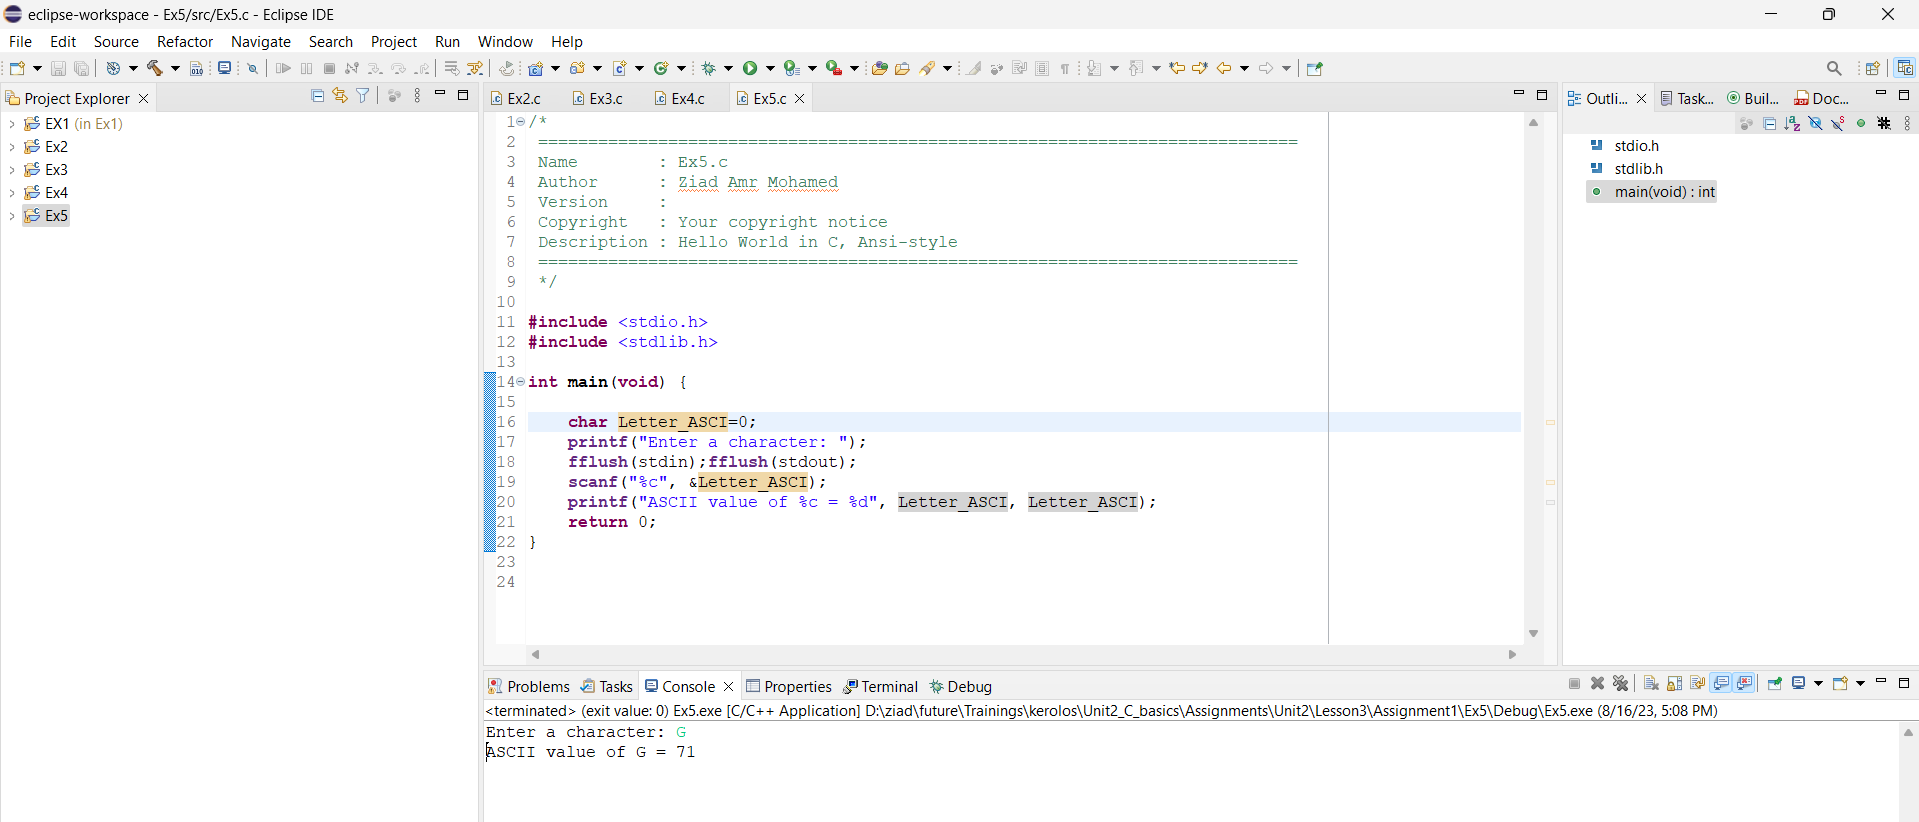 eclipse-workspace - Ex5/src/Ex5.c - Eclipse IDE
File Edit Source Refactor Navigate Search Project Run Window Help
Project Explorer
EX1 (in Ex1)
Ex2
Ex3
Ex4
Ex5
Ex2.c Ex3.c Ex4.c Ex5.c
1 /*
2 ============================================================================
3 Name        : Ex5.c
4 Author      : Ziad Amr Mohamed
5 Version     :
6 Copyright   : Your copyright notice
7 Description : Hello World in C, Ansi-style
8 ============================================================================
9 */
10
11 #include <stdio.h>
12 #include <stdlib.h>
13
14 int main(void) {
15
16     char Letter_ASCI=0;
17     printf("Enter a character: ");
18     fflush(stdin);fflush(stdout);
19     scanf("%c", &Letter_ASCI);
20     printf("ASCII value of %c = %d", Letter_ASCI, Letter_ASCI);
21     return 0;
22 }
23
24
Outli... Task... Buil... Doc...
stdio.h
stdlib.h
main(void) : int
Problems Tasks Console Properties Terminal Debug
<terminated> (exit value: 0) Ex5.exe [C/C++ Application] D:\ziad\future\Trainings\kerolos\Unit2_C_basics\Assignments\Unit2\Lesson3\Assignment1\Ex5\Debug\Ex5.exe (8/16/23, 5:08 PM)
Enter a character: G
ASCII value of G = 71